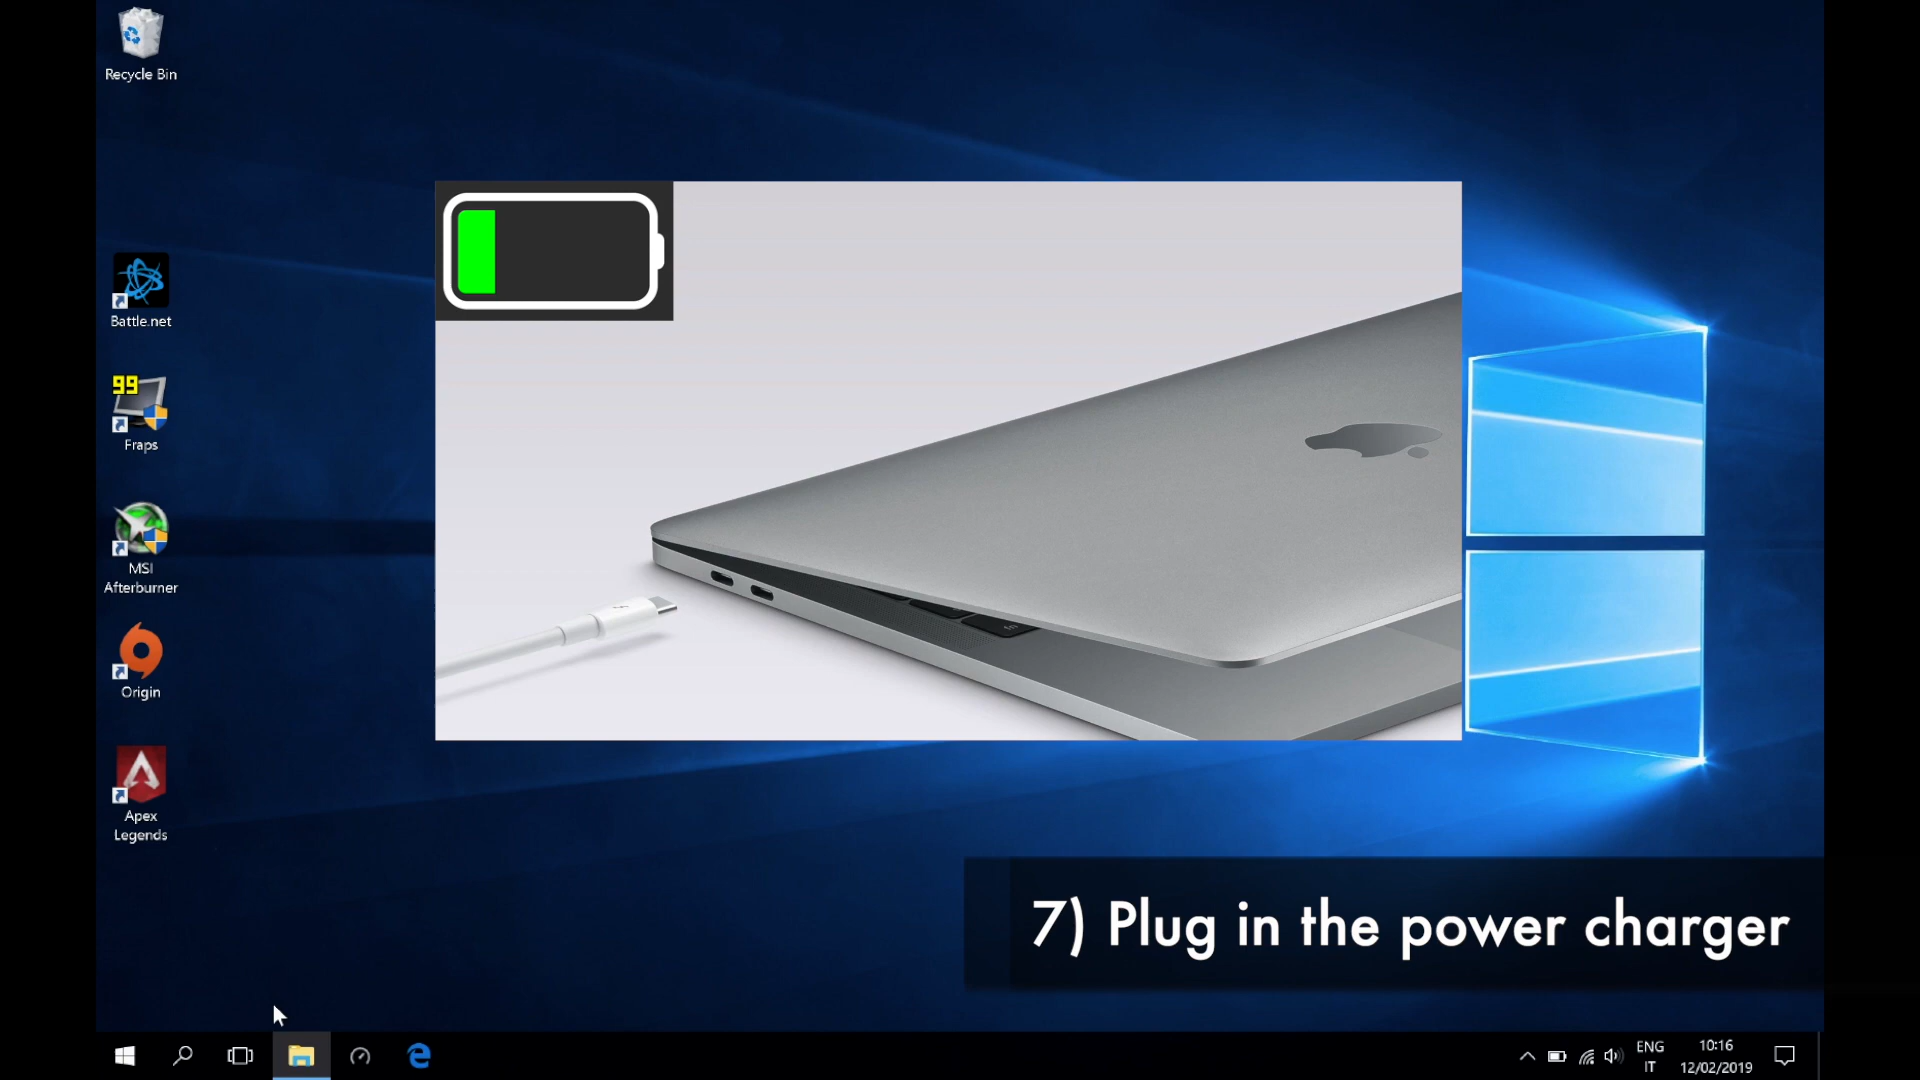 Recycle Bin
Battle.net
99
Fraps
MSI
Afterburner
Origin
Apex
Legends
7) Plug in the power charger
ENG
IT
10:16
12/02/2019